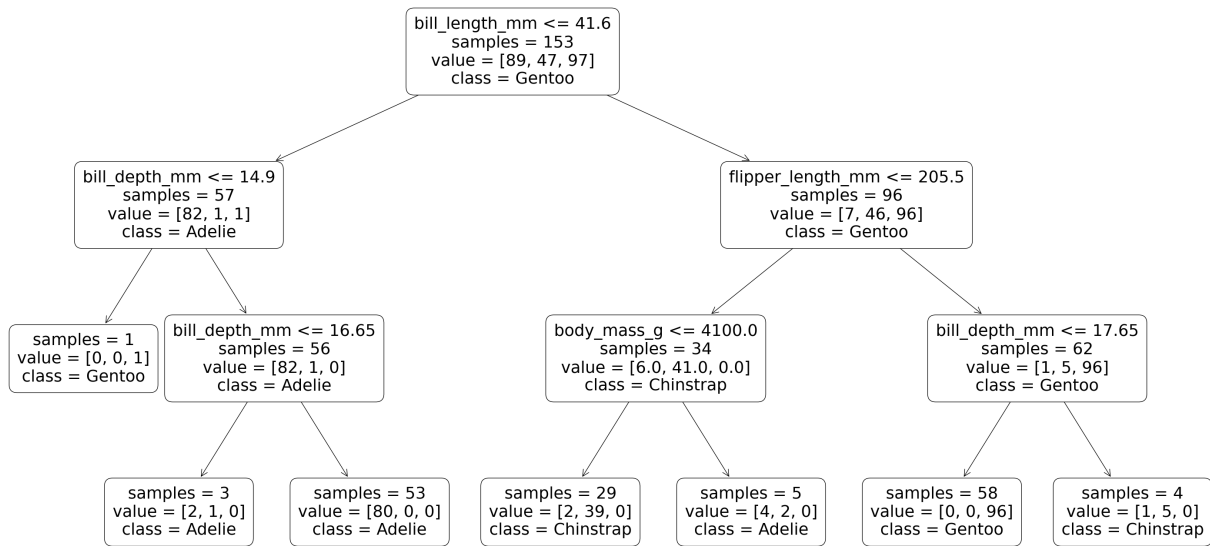 bill_length_mm <= 41.6
samples = 153
value = [89, 47, 97]
class = Gentoo
bill_depth_mm <= 14.9
samples = 57
value = [82, 1, 1]
class = Adelie
flipper_length_mm <= 205.5
samples = 96
value = [7, 46, 96]
class = Gentoo
samples = 1
value = [0, 0, 1]
class = Gentoo
bill_depth_mm <= 16.65
samples = 56
value = [82, 1, 0]
class = Adelie
body_mass_g <= 4100.0
samples = 34
value = [6.0, 41.0, 0.0]
class = Chinstrap
bill_depth_mm <= 17.65
samples = 62
value = [1, 5, 96]
class = Gentoo
samples = 3
value = [2, 1, 0]
class = Adelie
samples = 53
value = [80, 0, 0]
class = Adelie
samples = 29
value = [2, 39, 0]
class = Chinstrap
samples = 5
value = [4, 2, 0]
class = Adelie
samples = 58
value = [0, 0, 96]
class = Gentoo
samples = 4
value = [1, 5, 0]
class = Chinstrap